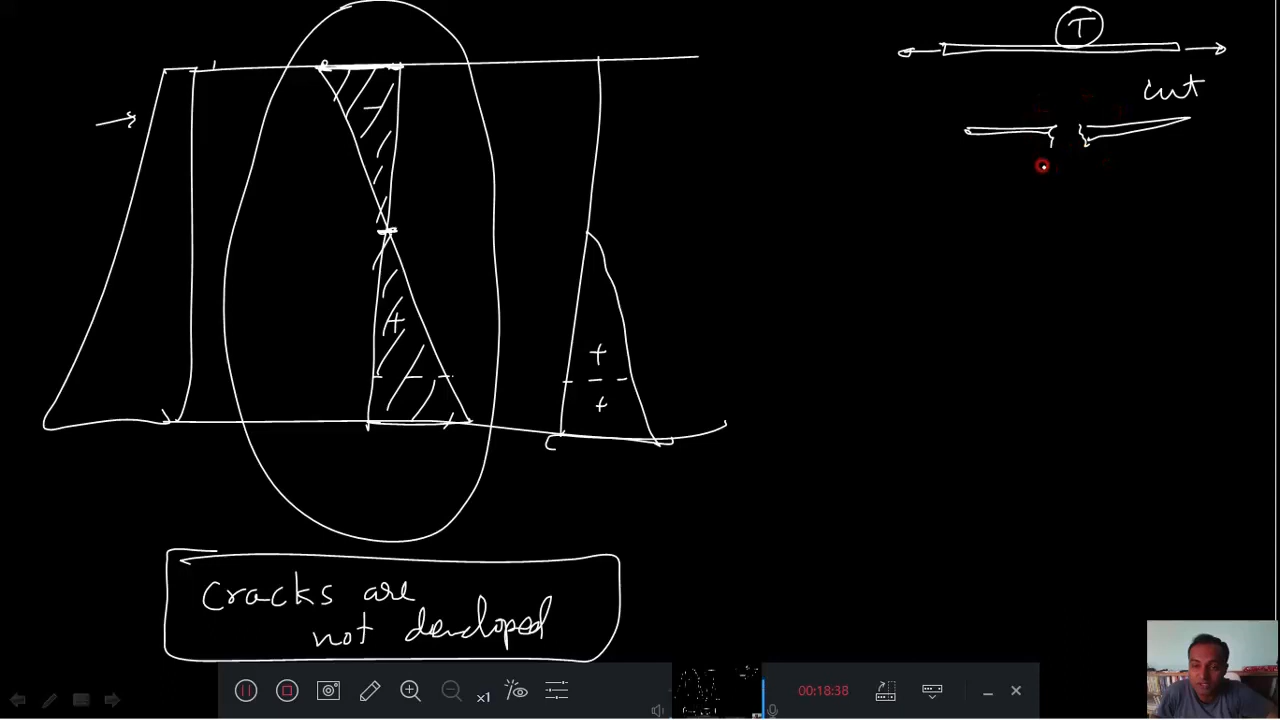 T
cut
-
+
+
+
cracks are
not developed
x1
00:18:38